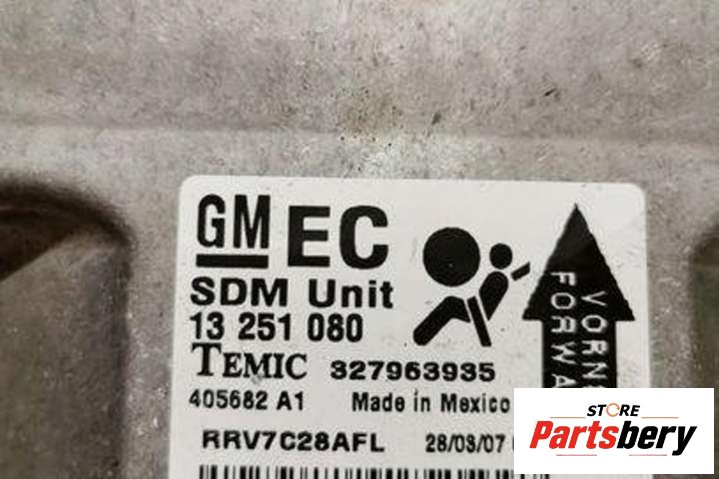 GM EC
SDM Unit
13 251 080
TEMIC 327963935
405682 A1 Made in Mexico
RRV7C28AFL 28/03/07
FORWA
VORN
STORE
Partsbery